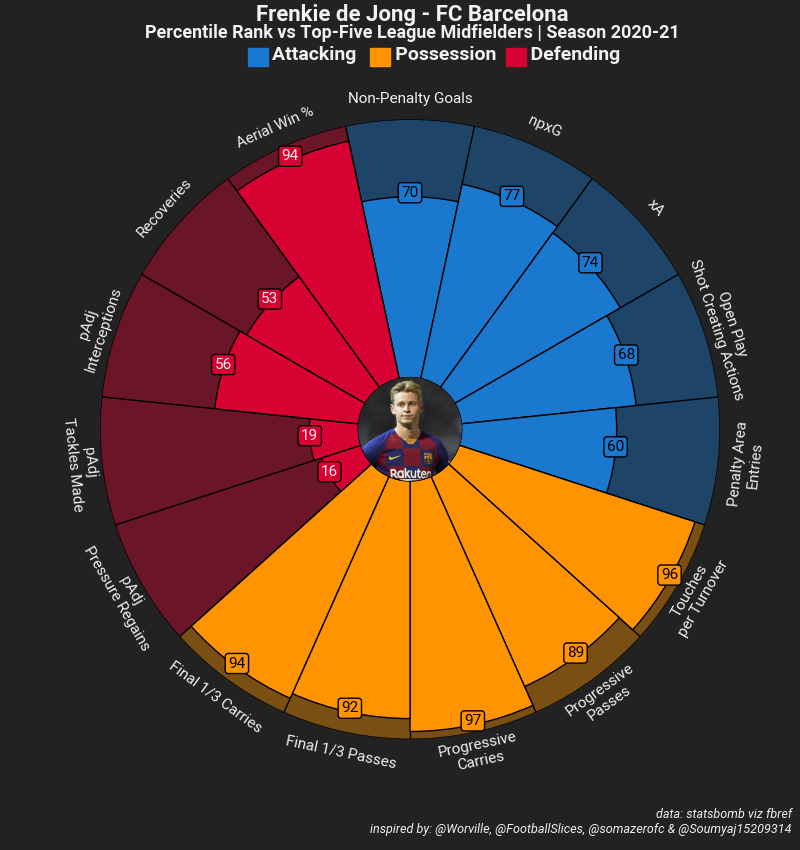 Frenkie de Jong - FC Barcelona
Percentile Rank vs Top-Five League Midfielders | Season 2020-21
Attacking Possession Defending
Non-Penalty Goals
70
npxG
77
xA
74
Open Play
Shot Creating Actions
68
Penalty Area
Entries
60
Touches
per Turnover
96
Progressive
Passes
89
Progressive
Carries
97
Final 1/3 Passes
92
Final 1/3 Carries
94
pAdj
Pressure Regains
16
pAdj
Tackles Made
19
pAdj
Interceptions
56
Recoveries
53
Aerial Win %
94
Rakuten
data: statsbomb viz fbref
inspired by: @Worville, @FootballSlices, @somazerofc & @Soumyaj15209314